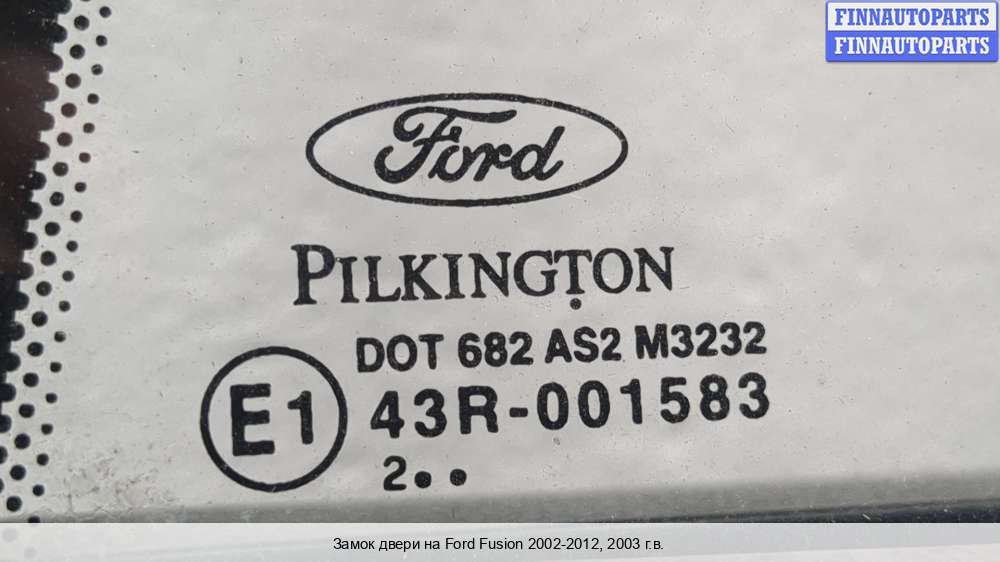 FINNAUTOPARTS
FINNAUTOPARTS
Ford
PILKINGTON
DOT 682 AS2 M3232
E1 43R-001583
2••
Замок двери на Ford Fusion 2002-2012, 2003 г.в.